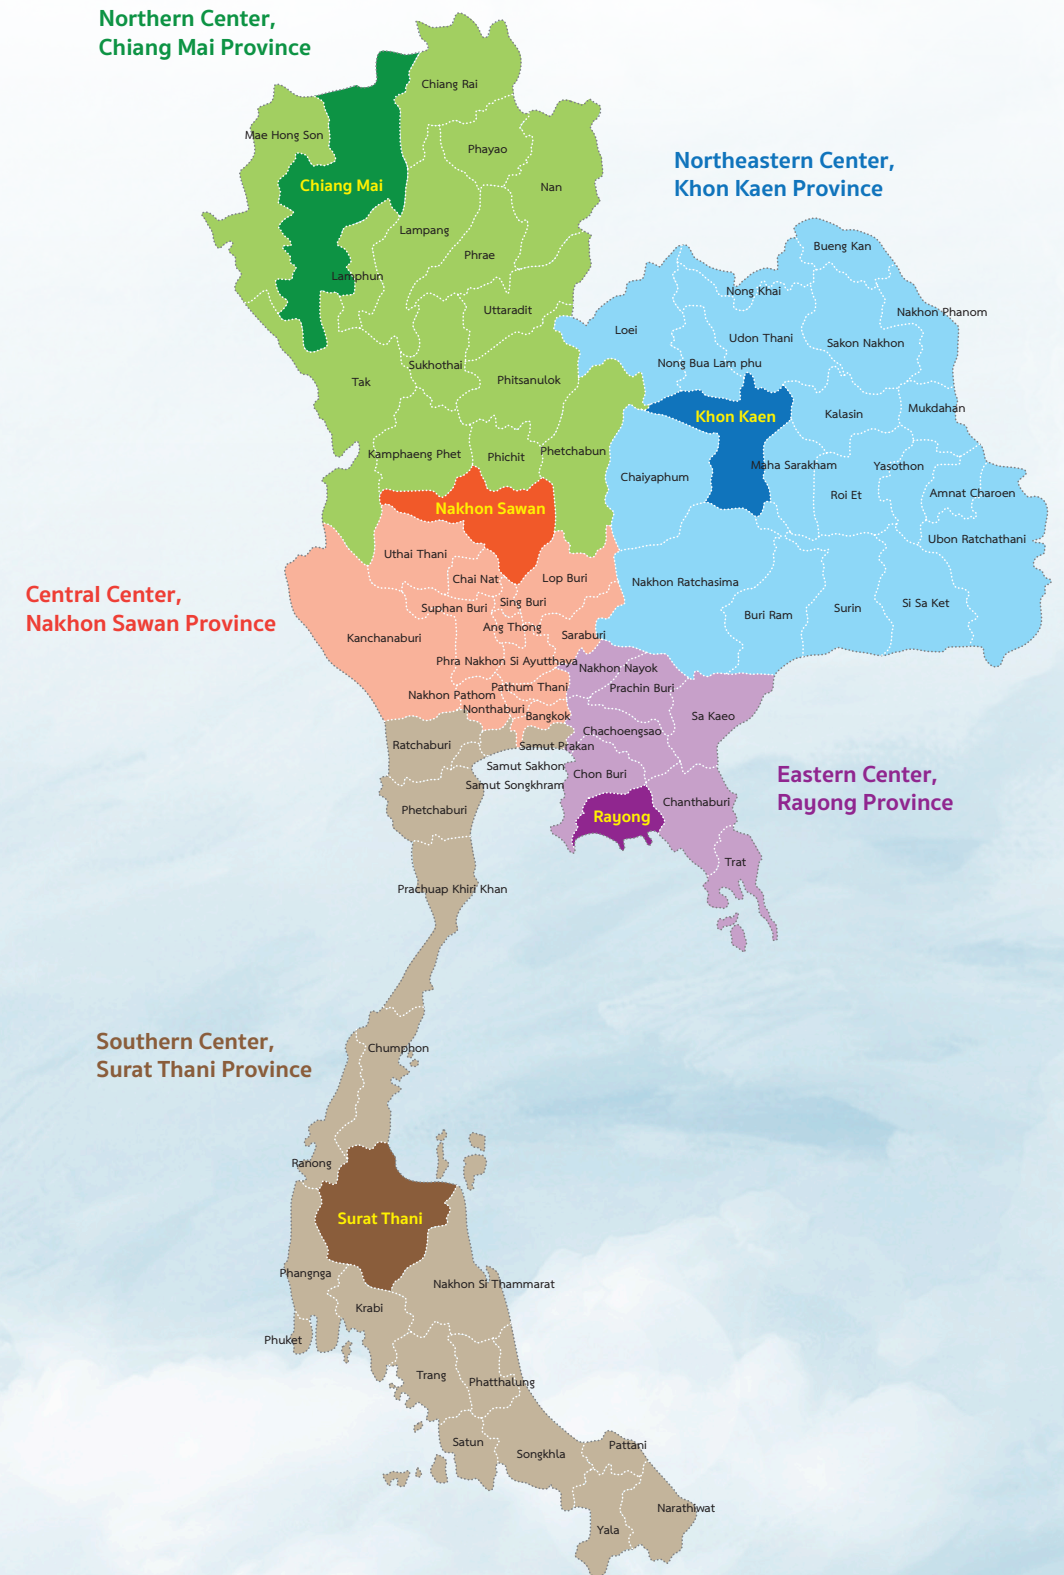 Northern Center,
Chiang Mai Province
Chiang Rai
Mae Hong Son
Phayao
Chiang Mai
Nan
Lampang
Phrae
Lamphun
Uttaradit
Sukhothai
Tak
Phitsanulok
Kamphaeng Phet
Phichit
Phetchabun
Northeastern Center,
Khon Kaen Province
Bueng Kan
Nong Khai
Nakhon Phanom
Loei
Udon Thani
Sakon Nakhon
Nong Bua Lam phu
Khon Kaen
Kalasin
Mukdahan
Chaiyaphum
Maha Sarakham
Yasothon
Roi Et
Amnat Charoen
Ubon Ratchathani
Nakhon Ratchasima
Buri Ram
Surin
Si Sa Ket
Central Center,
Nakhon Sawan Province
Nakhon Sawan
Uthai Thani
Chai Nat
Lop Buri
Suphan Buri
Sing Buri
Ang Thong
Kanchanaburi
Saraburi
Phra Nakhon Si Ayutthaya
Nakhon Pathom
Pathum Thani
Nonthaburi
Bangkok
Eastern Center,
Rayong Province
Nakhon Nayok
Prachin Buri
Sa Kaeo
Chachoengsao
Chon Buri
Rayong
Chanthaburi
Trat
Southern Center,
Surat Thani Province
Ratchaburi
Samut Prakan
Samut Sakhon
Samut Songkhram
Phetchaburi
Prachuap Khiri Khan
Chumphon
Ranong
Surat Thani
Phangnga
Nakhon Si Thammarat
Krabi
Phuket
Trang
Phatthalung
Satun
Songkhla
Pattani
Narathiwat
Yala